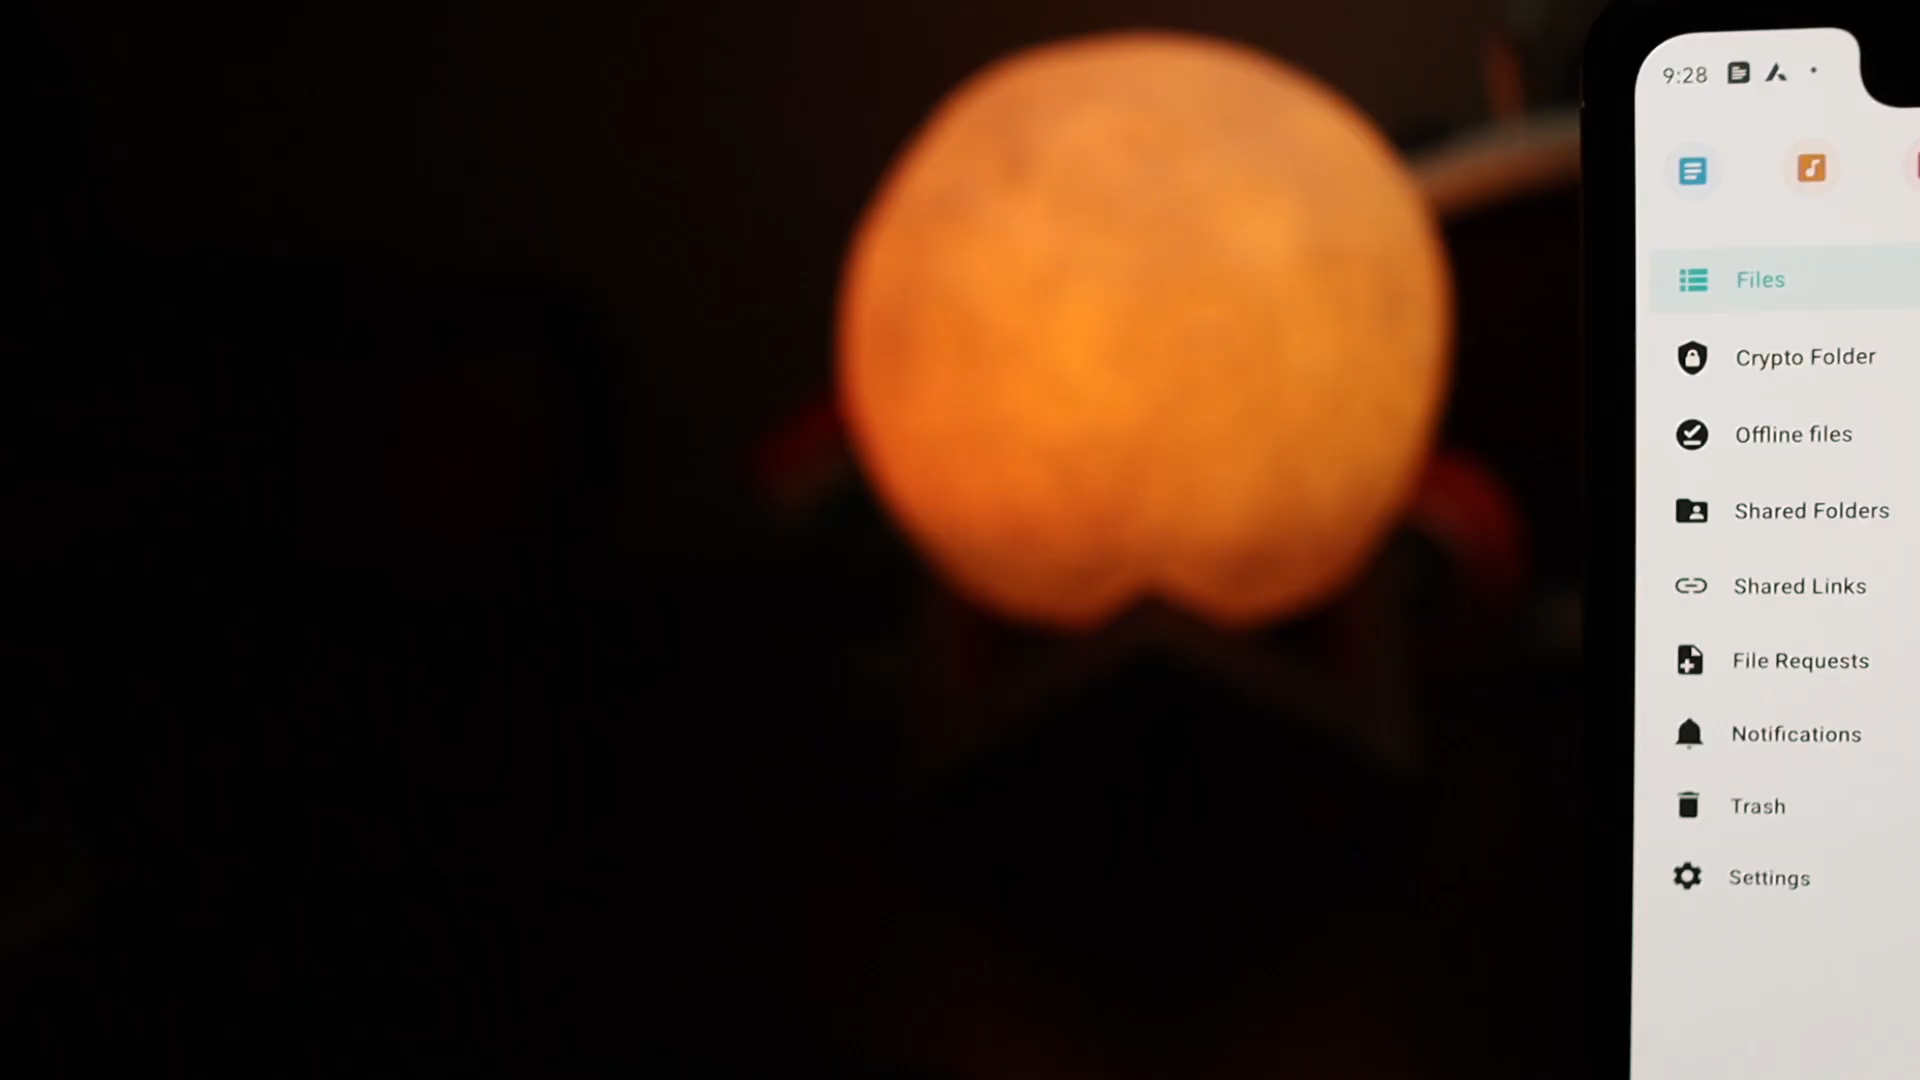 9:28
Files
Crypto Folder
Offline files
Shared Folders
Shared Links
File Requests
Notifications
Trash
Settings